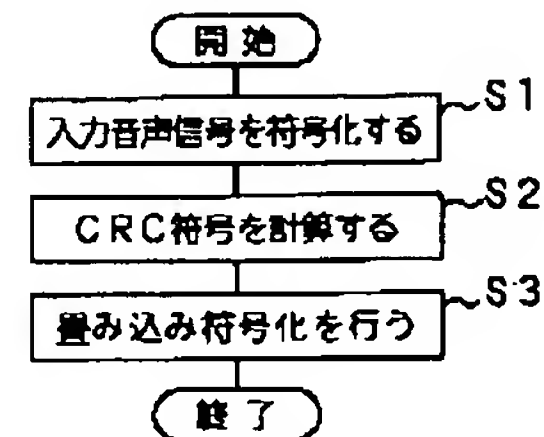 開始
入力音声信号を符号化する
S1
CRC符号を計算する
S2
畳み込み符号化を行う
S3
終了